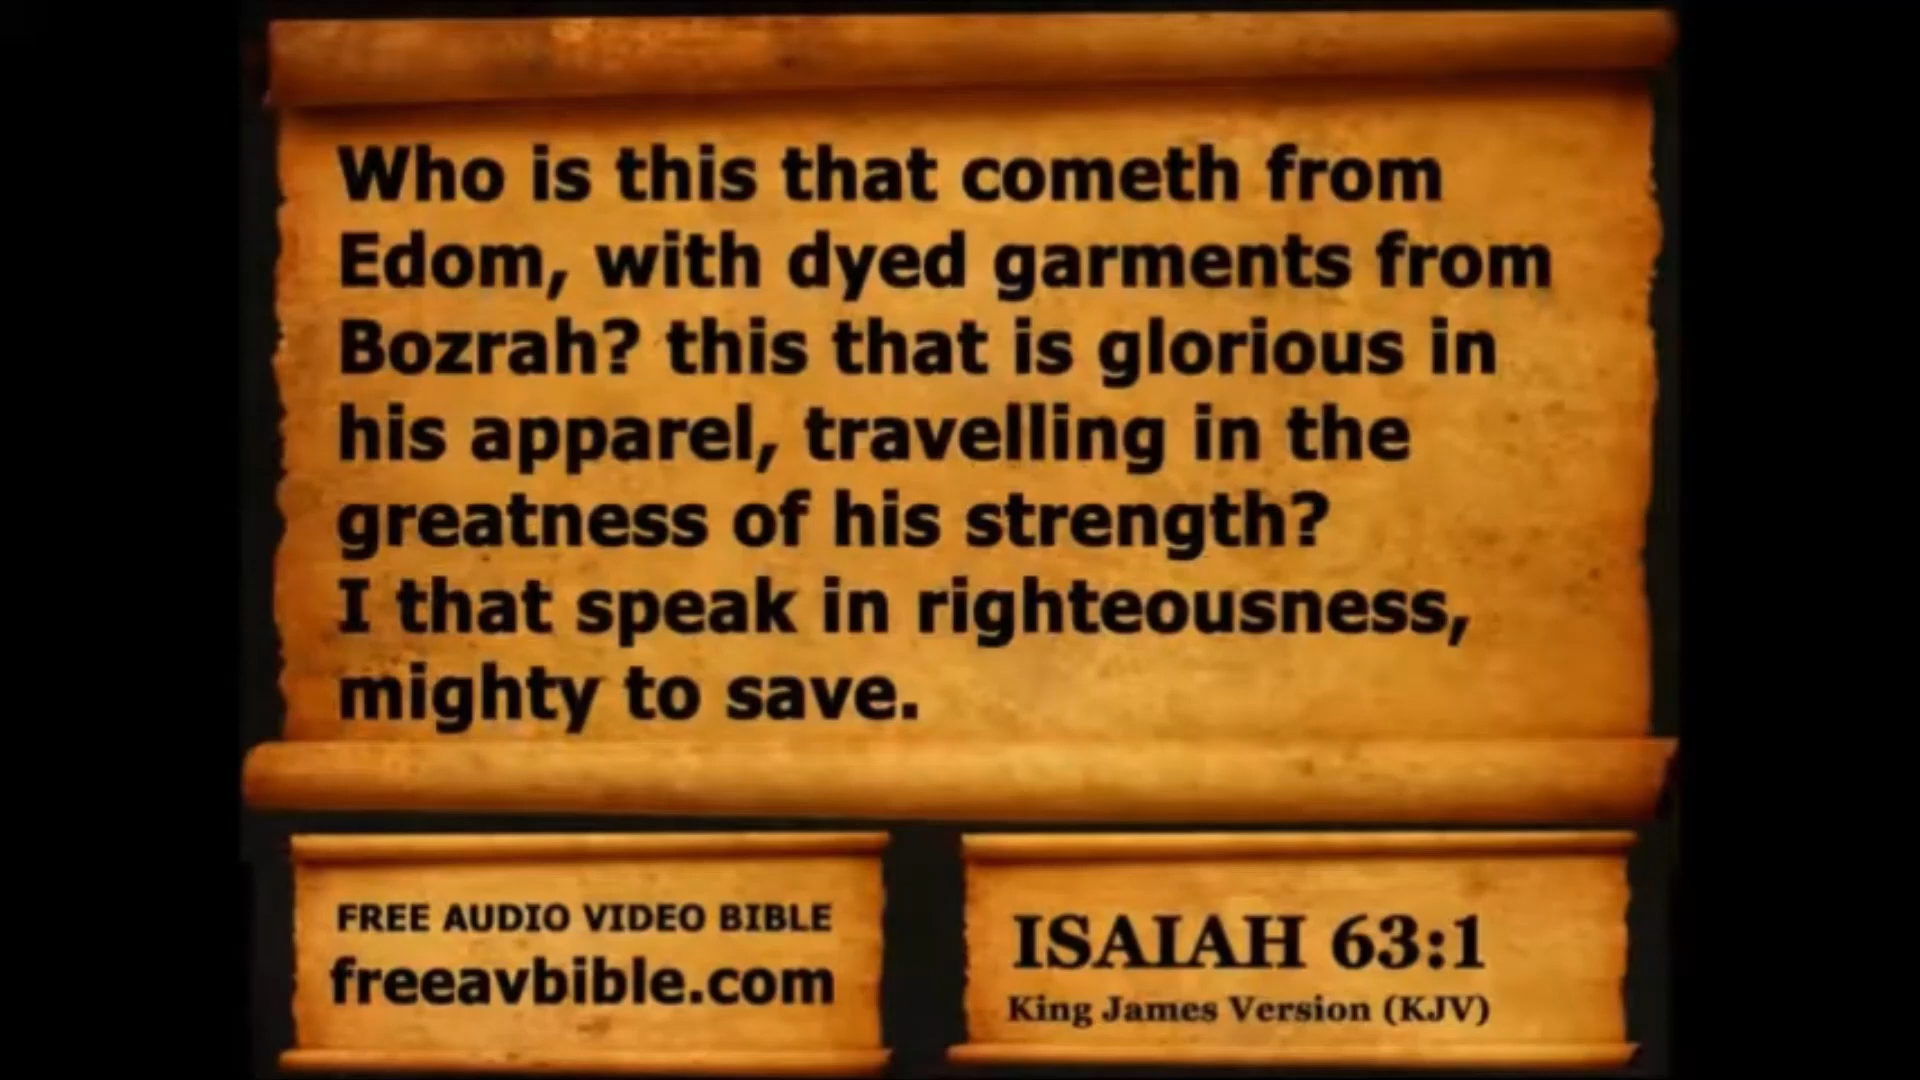 Who is this that cometh from
Edom, with dyed garments from
Bozrah? this that is glorious in
his apparel, travelling in the
greatness of his strength?
I that speak in righteousness,
mighty to save.
FREE AUDIO VIDEO BIBLE
freeavbible.com
ISAIAH 63:1
King James Version (KJV)